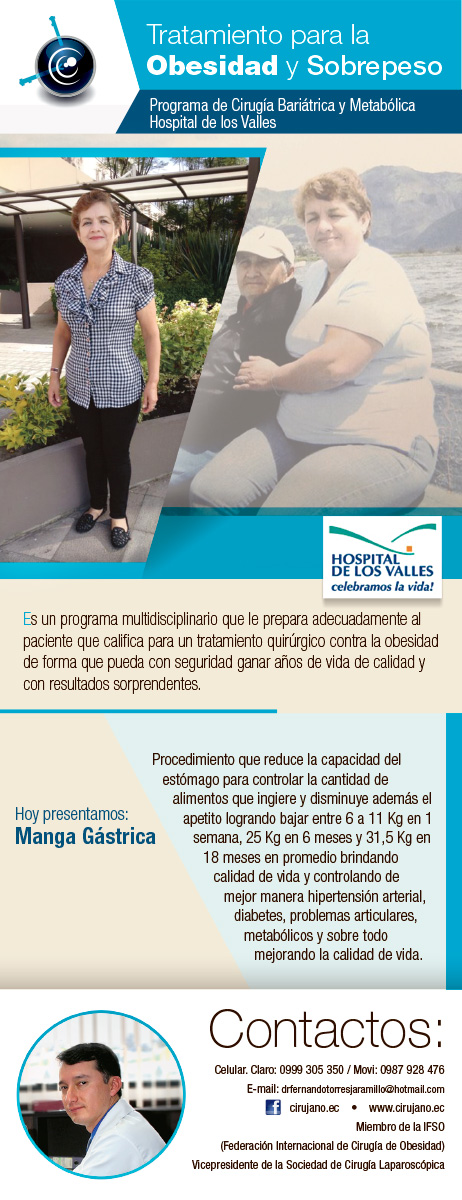 Tratamiento para la
Obesidad y Sobrepeso
Programa de Cirugía Bariátrica y Metabólica
Hospital de los Valles
HOSPITAL
DE LOS VALLES
celebramos la vida!
Es un programa multidisciplinario que le prepara adecuadamente al
paciente que califica para un tratamiento quirúrgico contra la obesidad
de forma que pueda con seguridad ganar años de vida de calidad y
con resultados sorprendentes.
Hoy presentamos:
Manga Gástrica
Procedimiento que reduce la capacidad del
estómago para controlar la cantidad de
alimentos que ingiere y disminuye además el
apetito logrando bajar entre 6 a 11 Kg en 1
semana, 25 Kg en 6 meses y 31,5 Kg en
18 meses en promedio brindando
calidad de vida y controlando de
mejor manera hipertensión arterial,
diabetes, problemas articulares,
metabólicos y sobre todo
mejorando la calidad de vida.
Contactos:
Celular. Claro: 0999 305 350 / Movi: 0987 928 476
E-mail: drfernandotorresjaramillo@hotmail.com
f cirujano.ec • www.cirujano.ec
Miembro de la IFSO
(Federación Internacional de Cirugía de Obesidad)
Vicepresidente de la Sociedad de Cirugía Laparoscópica